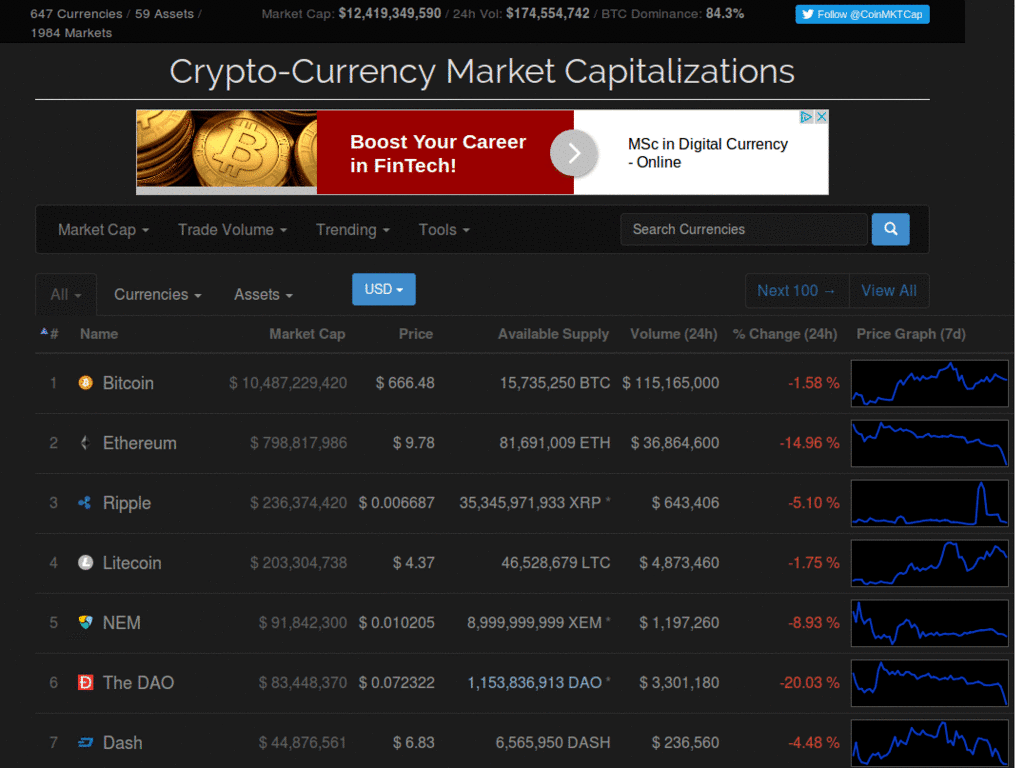 647 Currencies / 59 Assets / Market Cap: $12,419,349,590 / 24h Vol: $174,554,742 / BTC Dominance: 84.3% Follow @CoinMKTCap
1984 Markets
Crypto-Currency Market Capitalizations
Boost Your Career
in FinTech!
MSc in Digital Currency
- Online
Market Cap Trade Volume Trending Tools Search Currencies
All Currencies Assets USD Next 100 → View All
# Name Market Cap Price Available Supply Volume (24h) % Change (24h) Price Graph (7d)
1 Bitcoin $ 10,487,229,420 $ 666.48 15,735,250 BTC $ 115,165,000 -1.58 %
2 Ethereum $ 798,817,986 $ 9.78 81,691,009 ETH $ 36,864,600 -14.96 %
3 Ripple $ 236,374,420 $ 0.006687 35,345,971,933 XRP * $ 643,406 -5.10 %
4 Litecoin $ 203,304,738 $ 4.37 46,528,679 LTC $ 4,873,460 -1.75 %
5 NEM $ 91,842,300 $ 0.010205 8,999,999,999 XEM * $ 1,197,260 -8.93 %
6 The DAO $ 83,448,370 $ 0.072322 1,153,836,913 DAO * $ 3,301,180 -20.03 %
7 Dash $ 44,876,561 $ 6.83 6,565,950 DASH $ 236,560 -4.48 %